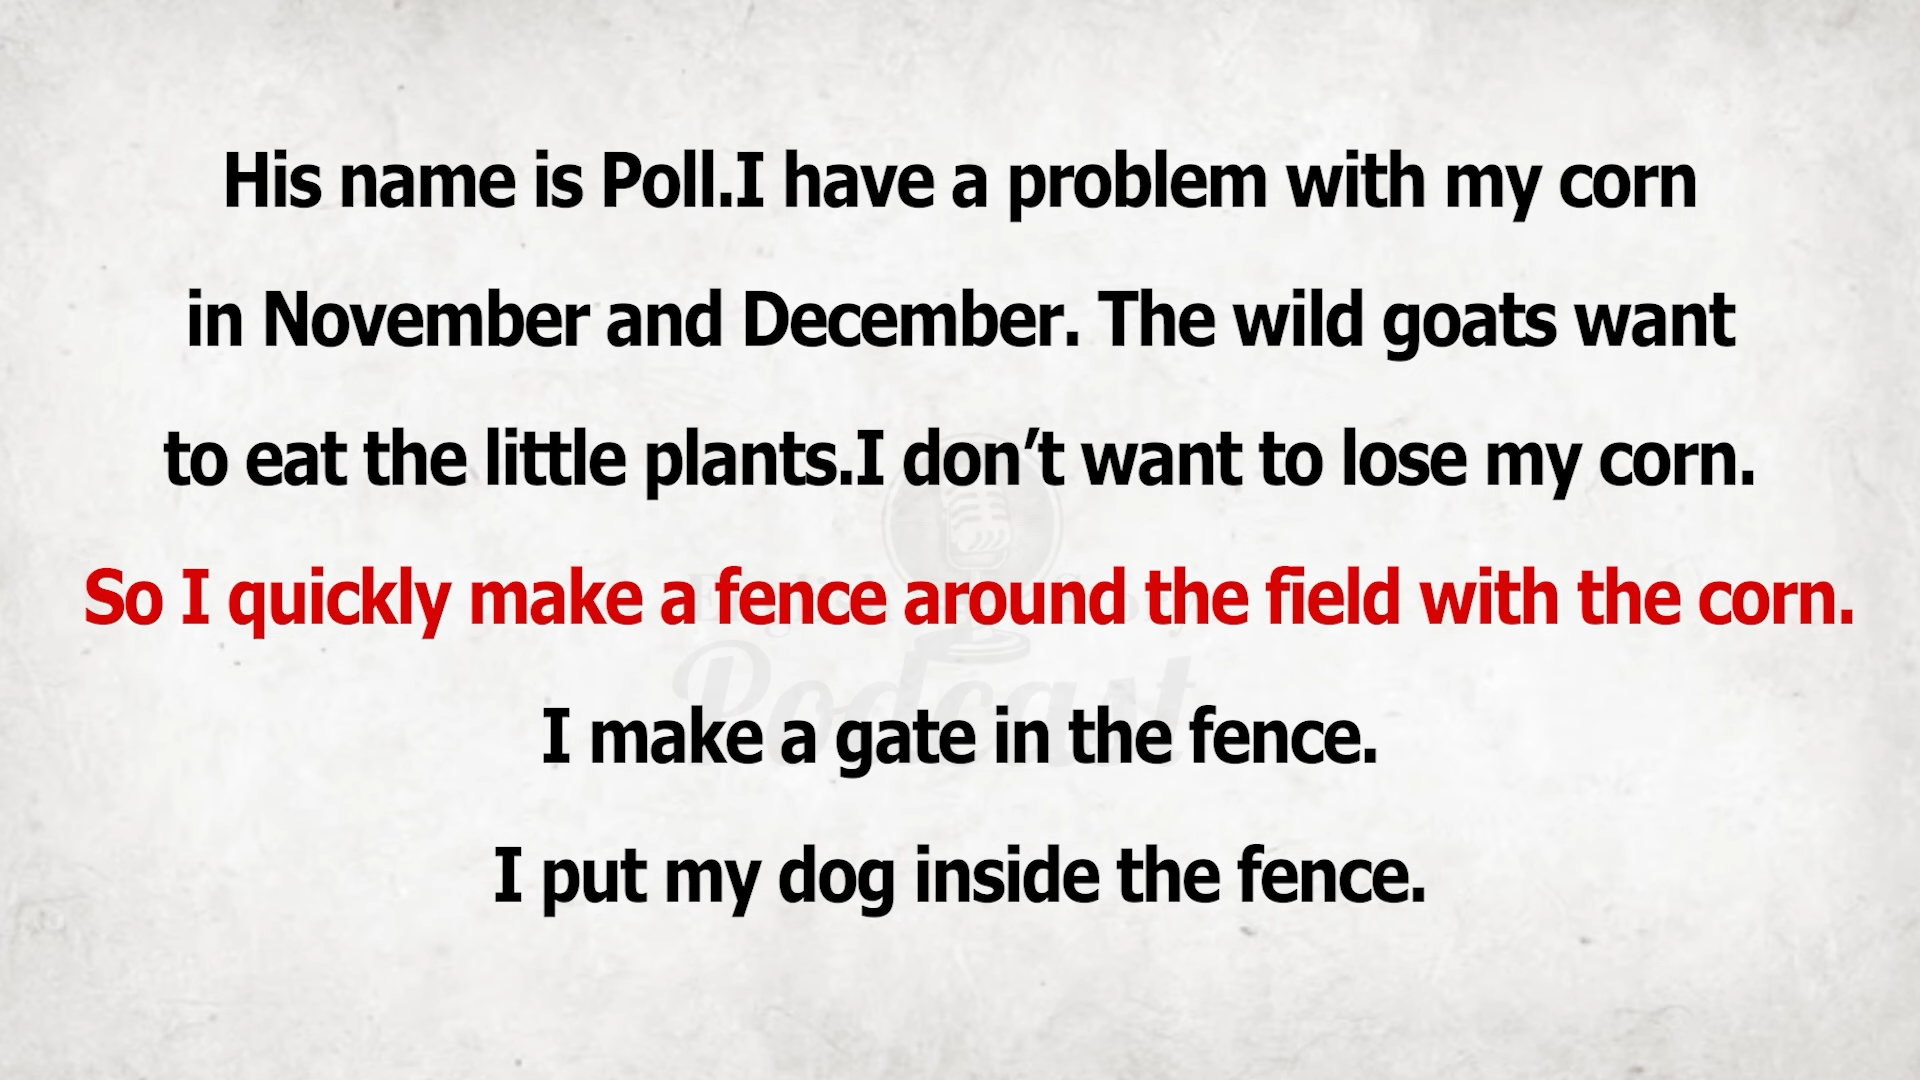 His name is Poll.I have a problem with my corn
in November and December. The wild goats want
to eat the little plants.I don’t want to lose my corn.
So I quickly make a fence around the field with the corn.
I make a gate in the fence.
I put my dog inside the fence.
Podcast